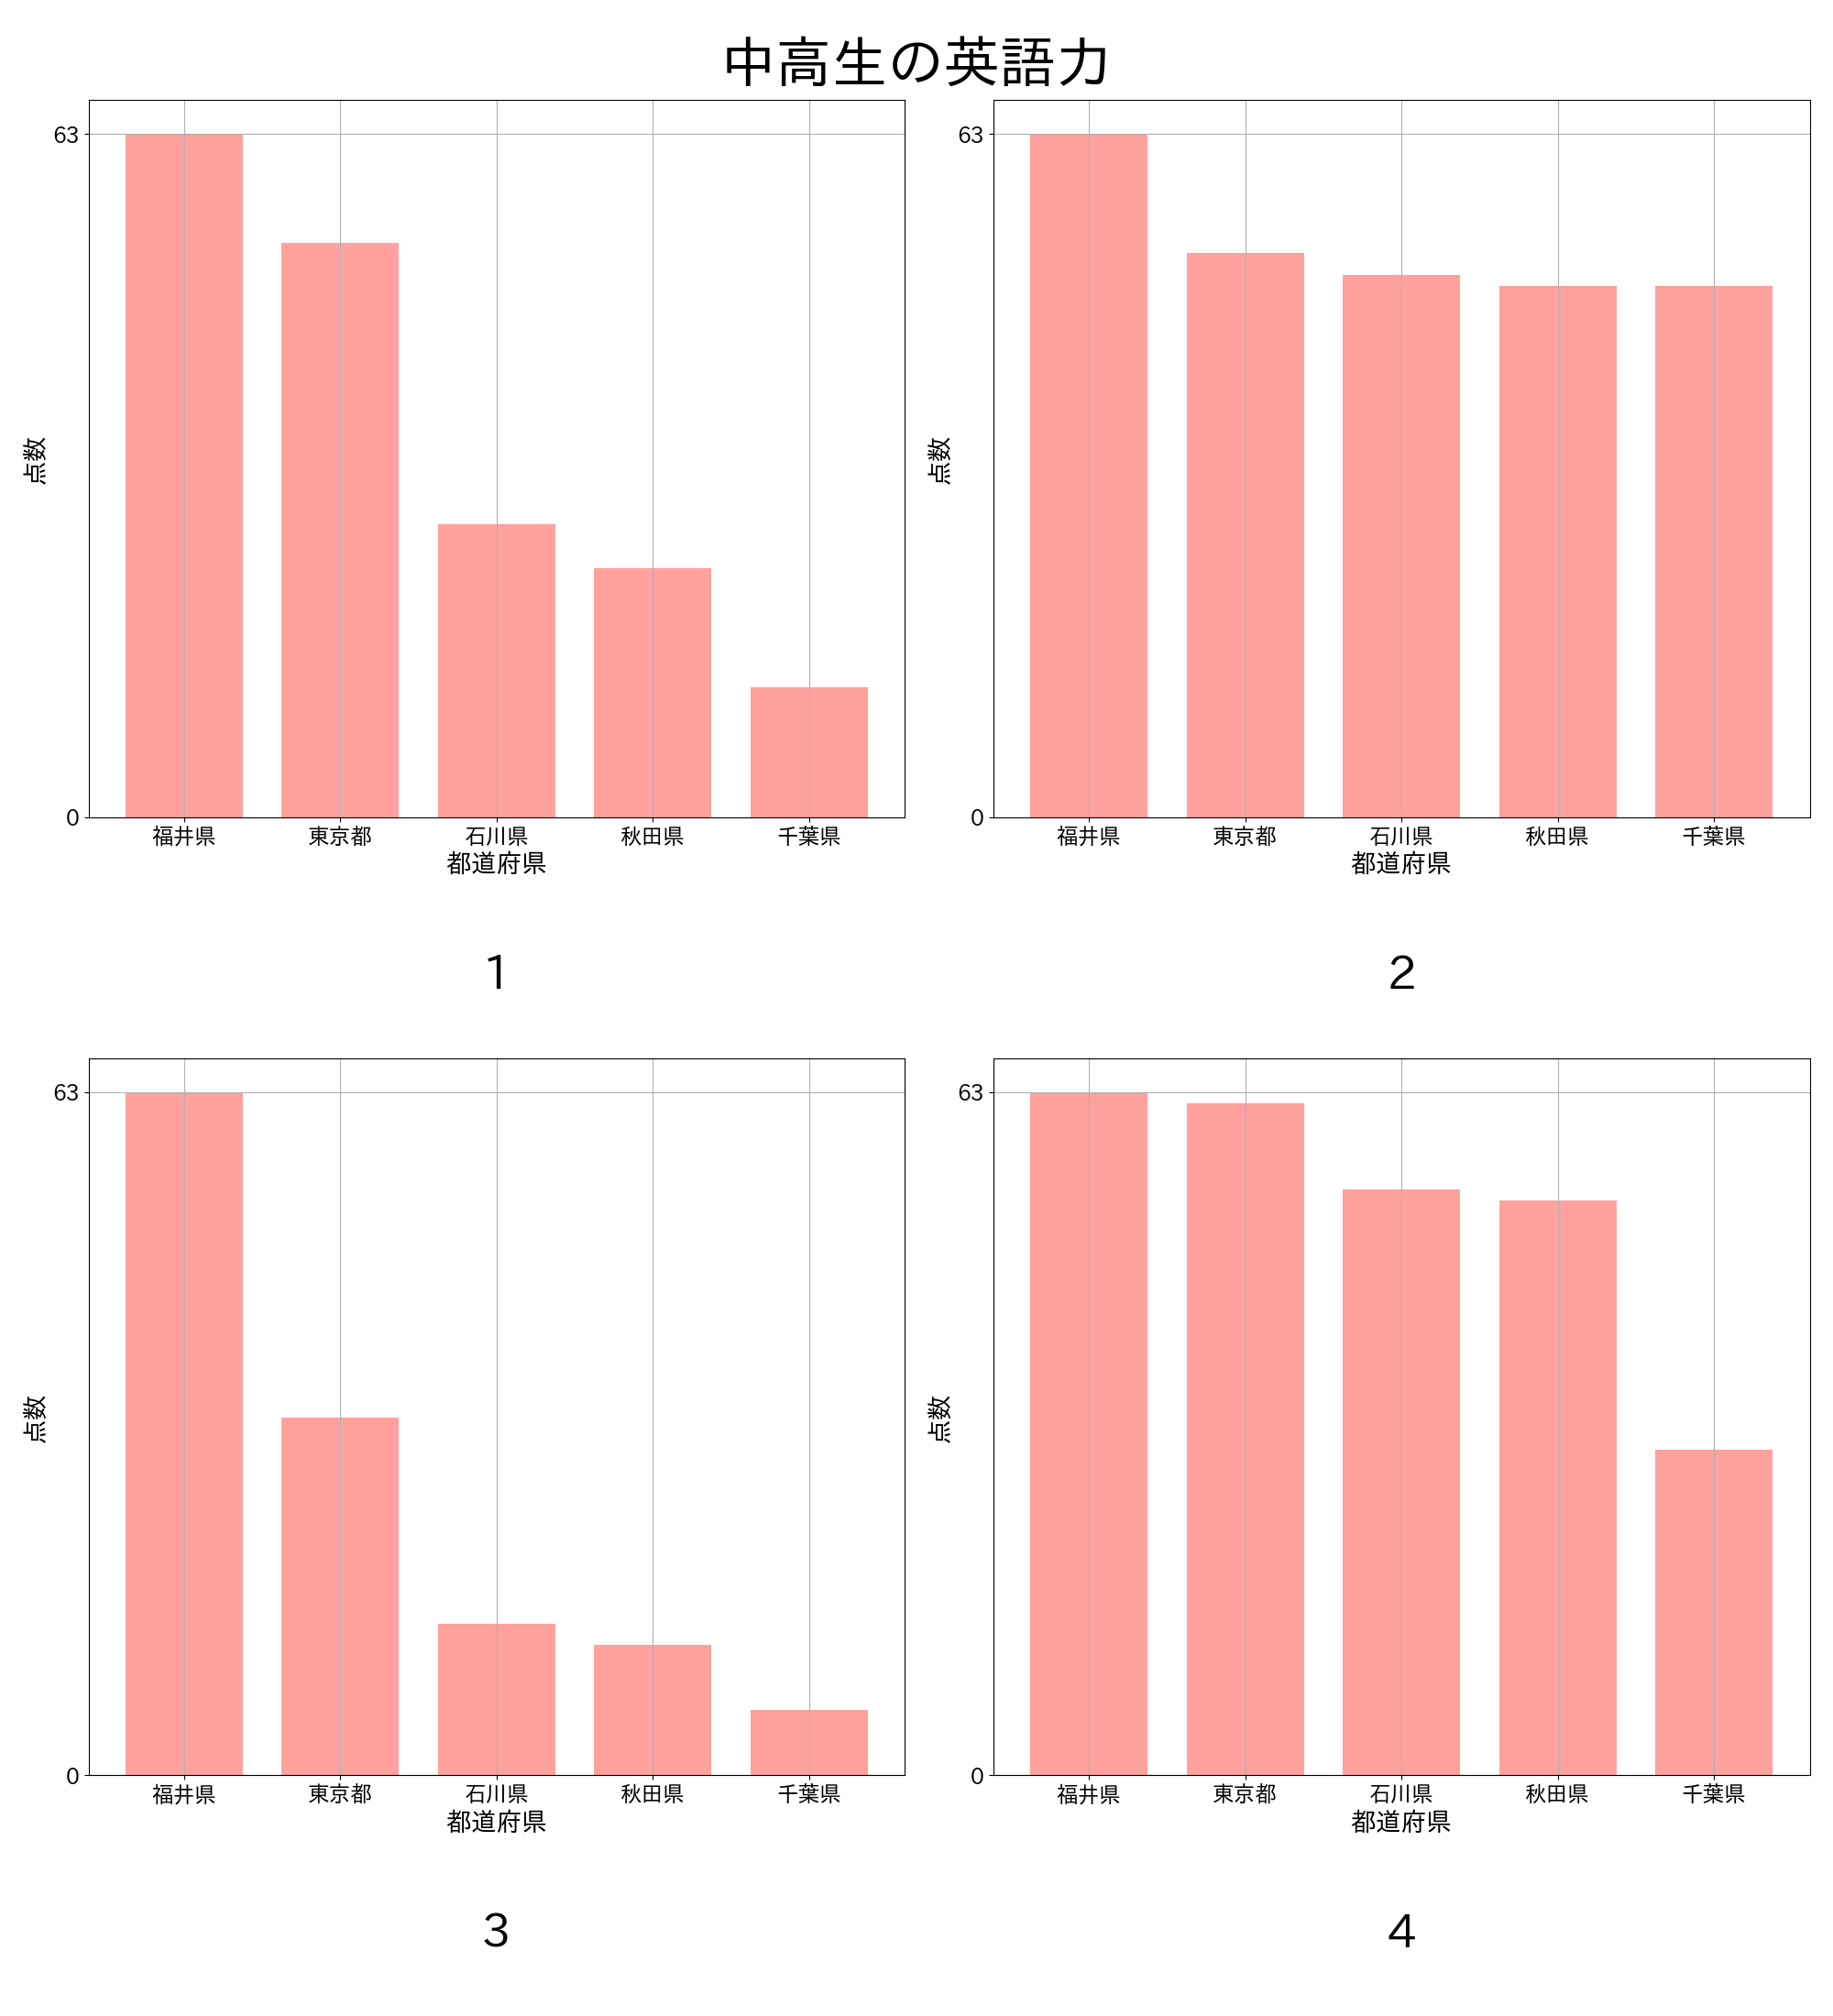 中高生の英語力
63
点数
0
福井県 東京都 石川県 秋田県 千葉県
都道府県
1
63
点数
0
福井県 東京都 石川県 秋田県 千葉県
都道府県
2
63
点数
0
福井県 東京都 石川県 秋田県 千葉県
都道府県
3
63
点数
0
福井県 東京都 石川県 秋田県 千葉県
都道府県
4